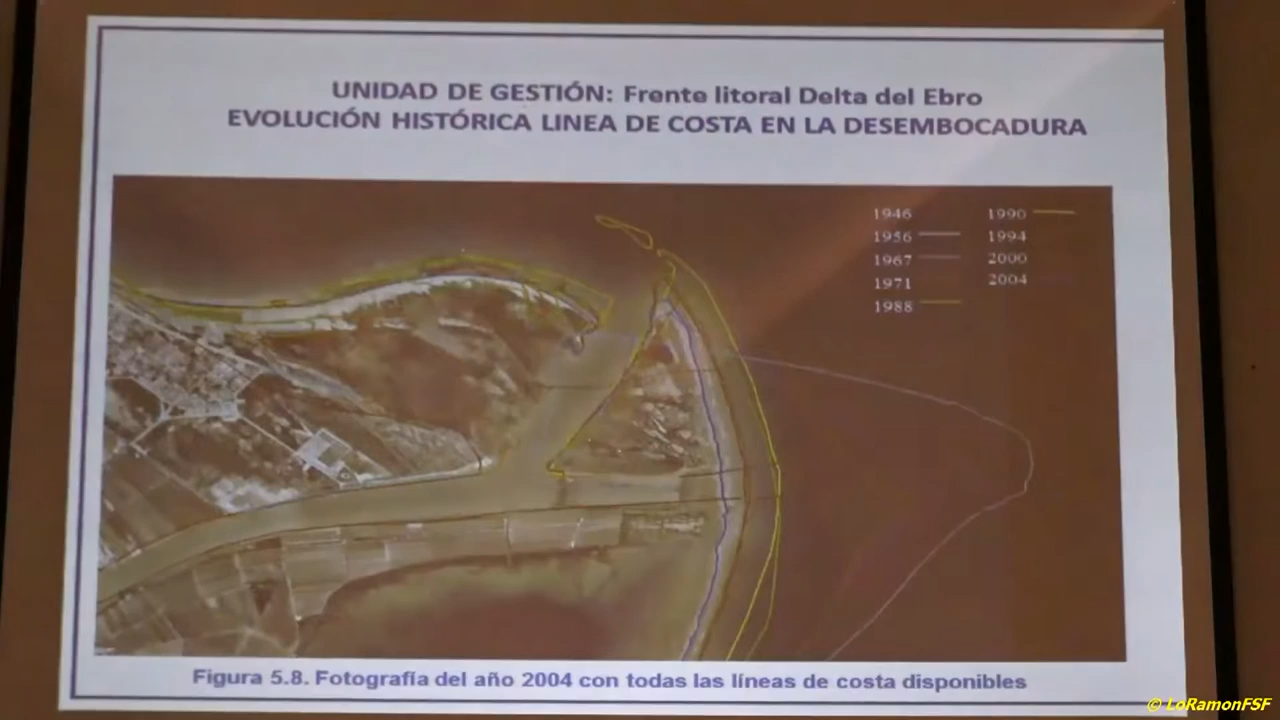 UNIDAD DE GESTIÓN: Frente litoral Delta del Ebro
EVOLUCIÓN HISTÓRICA LINEA DE COSTA EN LA DESEMBOCADURA
1946
1956
1967
1971
1988
1990
1994
2000
2004
Figura 5.8. Fotografía del año 2004 con todas las líneas de costa disponibles
© LoRamonFSF